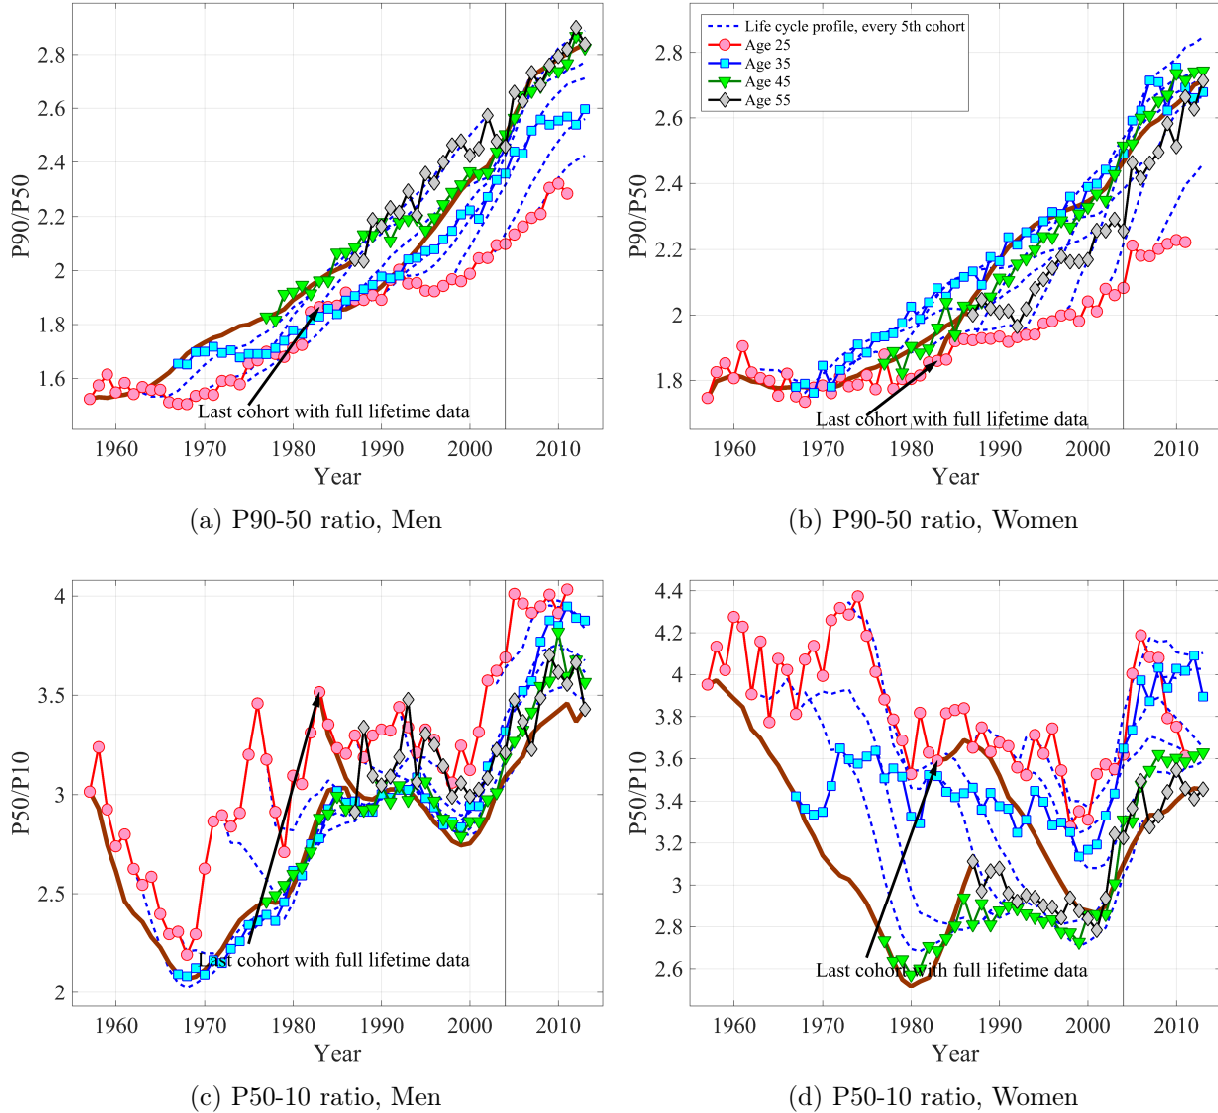 2.8
2.6
2.4
2.2
2
1.8
1.6
P90/P50
1960 1970 1980 1990 2000 2010
Year
Last cohort with full lifetime data
(a) P90-50 ratio, Men
2.8
2.6
2.4
2.2
2
1.8
P90/P50
Life cycle profile, every 5th cohort
Age 25
Age 35
Age 45
Age 55
Last cohort with full lifetime data
1960 1970 1980 1990 2000 2010
Year
(b) P90-50 ratio, Women
4
3.5
3
2.5
2
P50/P10
Last cohort with full lifetime data
1960 1970 1980 1990 2000 2010
Year
(c) P50-10 ratio, Men
4.4
4.2
4
3.8
3.6
3.4
3.2
3
2.8
2.6
P50/P10
Last cohort with full lifetime data
1960 1970 1980 1990 2000 2010
Year
(d) P50-10 ratio, Women